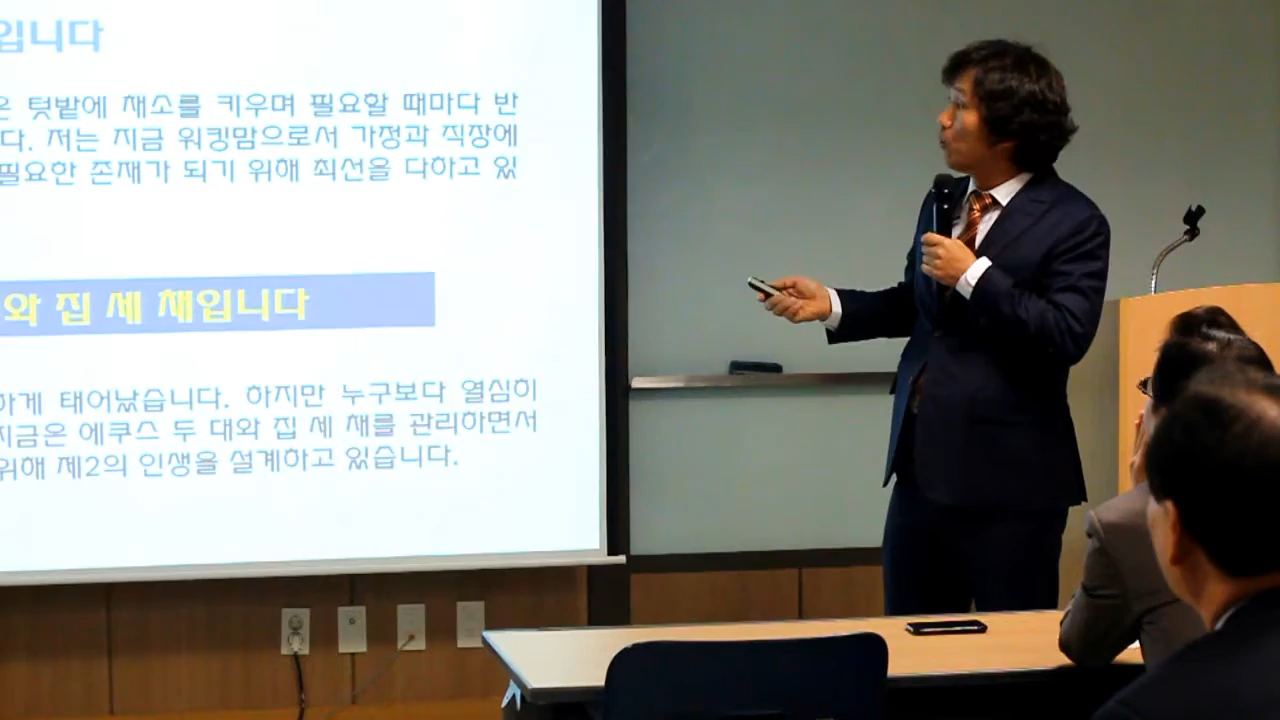 입니다
은 텃밭에 채소를 키우며 필요할 때마다 반
다. 저는 지금 워킹맘으로서 가정과 직장에
필요한 존재가 되기 위해 최선을 다하고 있
와 집 세 채입니다
하게 태어났습니다. 하지만 누구보다 열심히
지금은 에쿠스 두 대와 집 세 채를 관리하면서
위해 제2의 인생을 설계하고 있습니다.